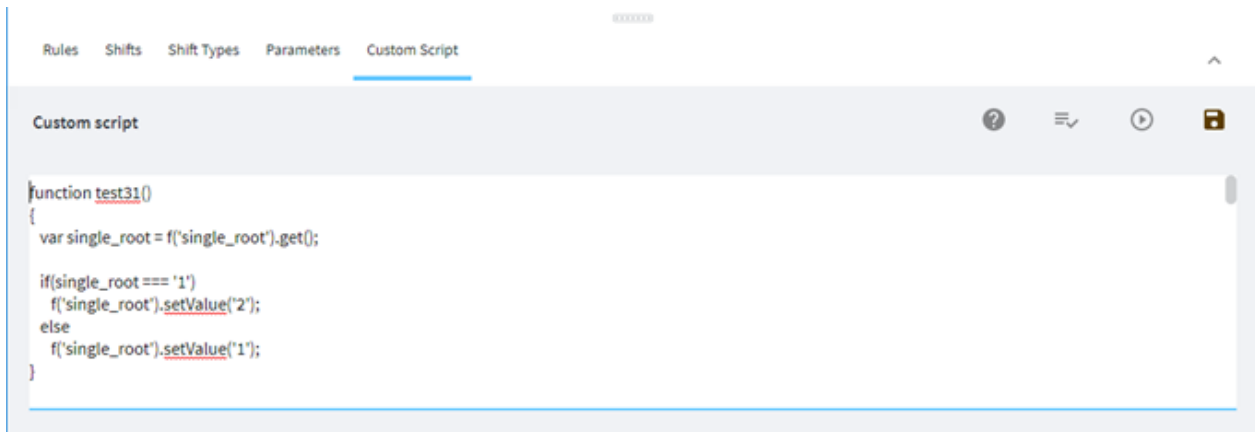 Rules Shifts Shift Types Parameters Custom Script
Custom script
function test31()
{
var single_root = f('single_root').get();
if(single_root === '1')
f('single_root').setValue('2');
else
f('single_root').setValue('1');
}